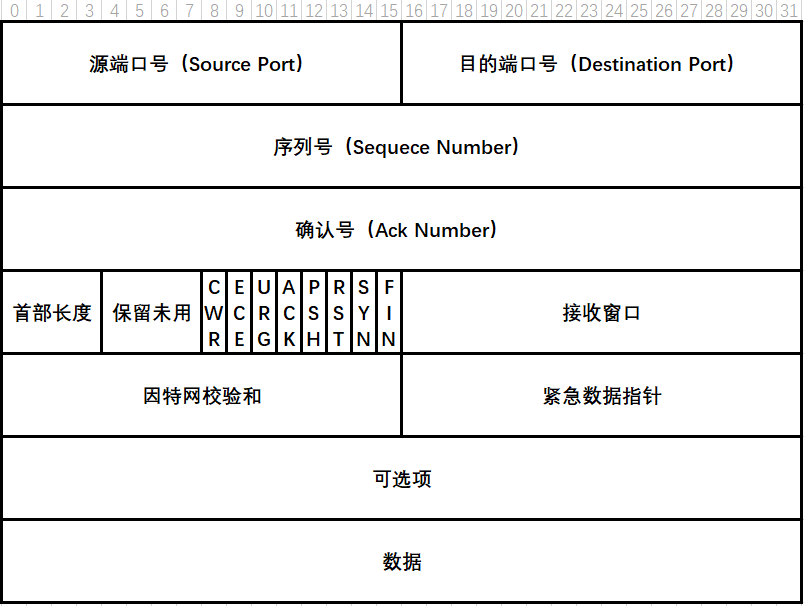 0 1 2 3 4 5 6 7 8 9 10 11 12 13 14 15 16 17 18 19 20 21 22 23 24 25 26 27 28 29 30 31
源端口号（Source Port） 目的端口号（Destination Port）
序列号（Sequece Number）
确认号（Ack Number）
首部长度 保留未用 CWR ECE URG ACK PSH RST SYN FIN 接收窗口
因特网校验和 紧急数据指针
可选项
数据